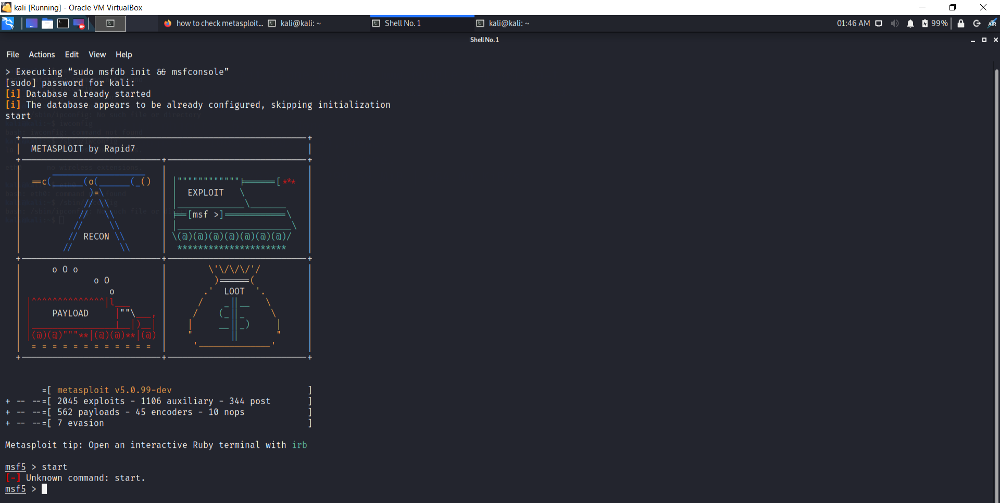 kali [Running] - Oracle VM VirtualBox
how to check metasploit... kali@kali: ~ Shell No. 1 kali@kali: ~ 01:46 AM 99%
Shell No. 1
File Actions Edit View Help
> Executing “sudo msfdb init && msfconsole”
[sudo] password for kali:
[i] Database already started
[i] The database appears to be already configured, skipping initialization
start
METASPLOIT by Rapid7
==c(______(o(______(_() |""""""""""""|======[ ***
)=\ EXPLOIT \
// \\ |_____________\_______
// \\ |==[msf >]============\
// \\ |______________________\
// RECON \\ \(@)(@)(@)(@)(@)(@)(@)/
// \\ *********************
o O o \'\/\/\/'/
o O )======(
o .' LOOT '.
|^^^^^^^^^^^^^^|l___ / _||__ \
| PAYLOAD |""\___, / (_||_ \
|________________|__|)__| | __||_) |
|(@)(@)"""**|(@)(@)**|(@) " || "
= = = = = = = = = = = = '______________'
=[ metasploit v5.0.99-dev ]
+ -- --=[ 2045 exploits - 1106 auxiliary - 344 post ]
+ -- --=[ 562 payloads - 45 encoders - 10 nops ]
+ -- --=[ 7 evasion ]
Metasploit tip: Open an interactive Ruby terminal with irb
msf5 > start
[-] Unknown command: start.
msf5 >